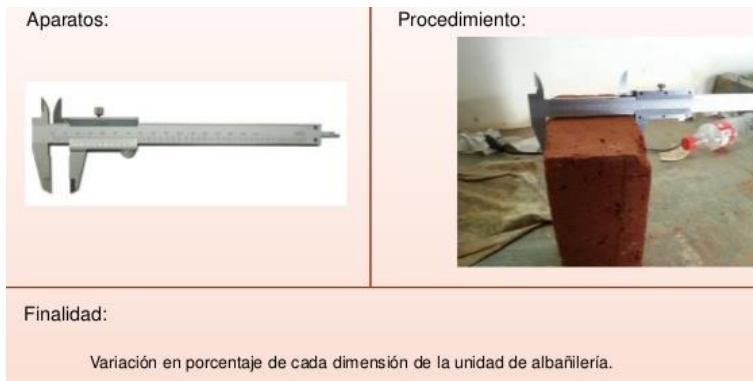 Aparatos:
Procedimiento:
Finalidad:
Variación en porcentaje de cada dimensión de la unidad de albañilería.